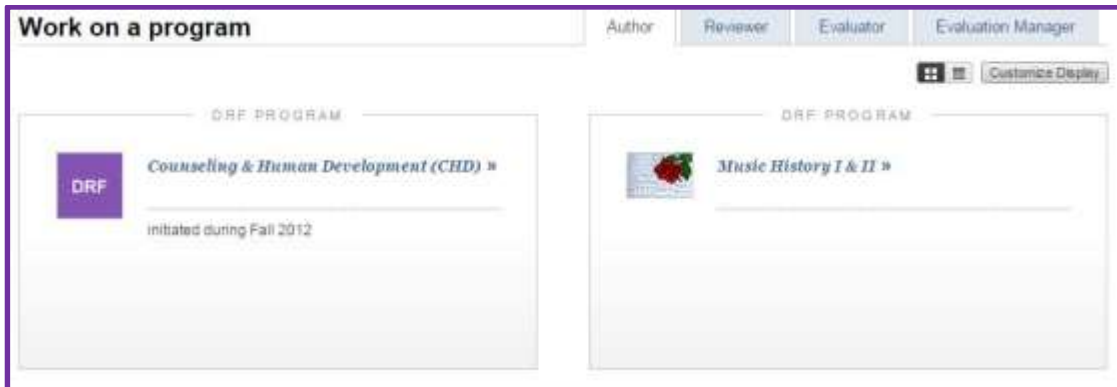 Work on a program
Author
Reviewer
Evaluator
Evaluation Manager
Customize Display
DRF PROGRAM
DRF
Counseling & Human Development (CHD) »
initiated during Fall 2012
DRF PROGRAM
Music History I & II »